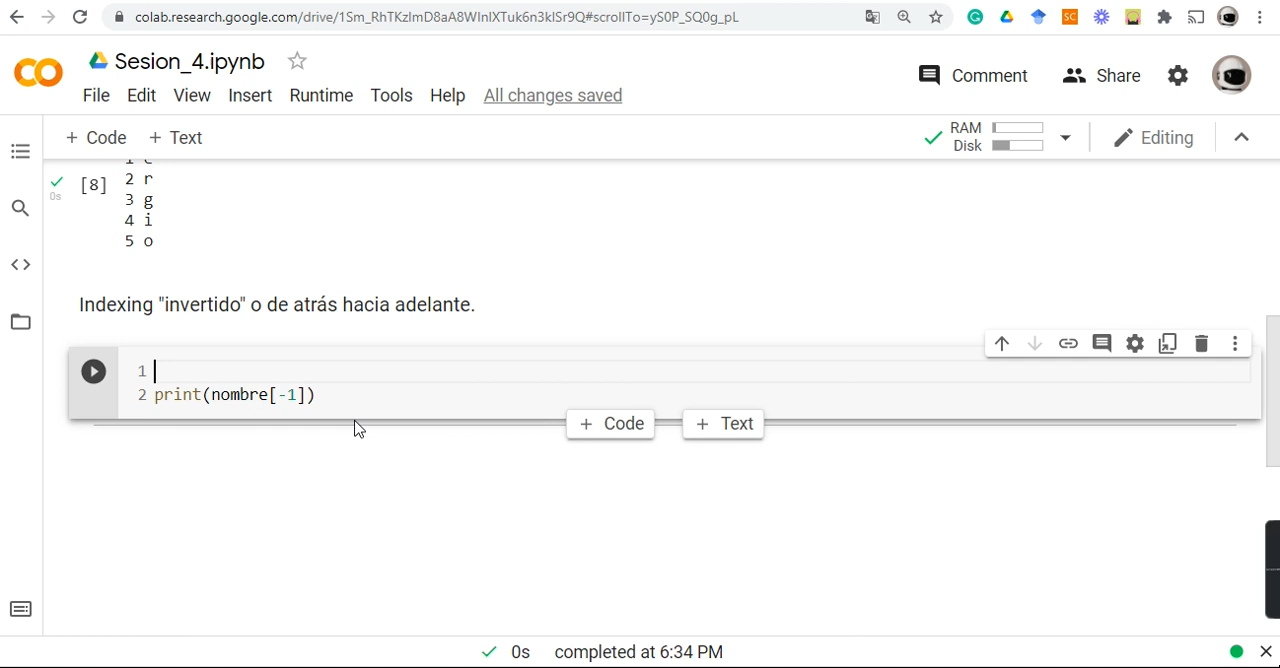 colab.research.google.com/drive/1Sm_RhTKzlmD8aA8WlnlXTuk6n3klSr9Q#scrollTo=yS0P_SQ0g_pL
SC
Sesion_4.ipynb
Comment
Share
File Edit View Insert Runtime Tools Help All changes saved
+ Code + Text
RAM
Disk
Editing
0s
[8]
2 r
3 g
4 i
5 o
Indexing "invertido" o de atrás hacia adelante.
1
2 print(nombre[-1])
+ Code + Text
0s completed at 6:34 PM